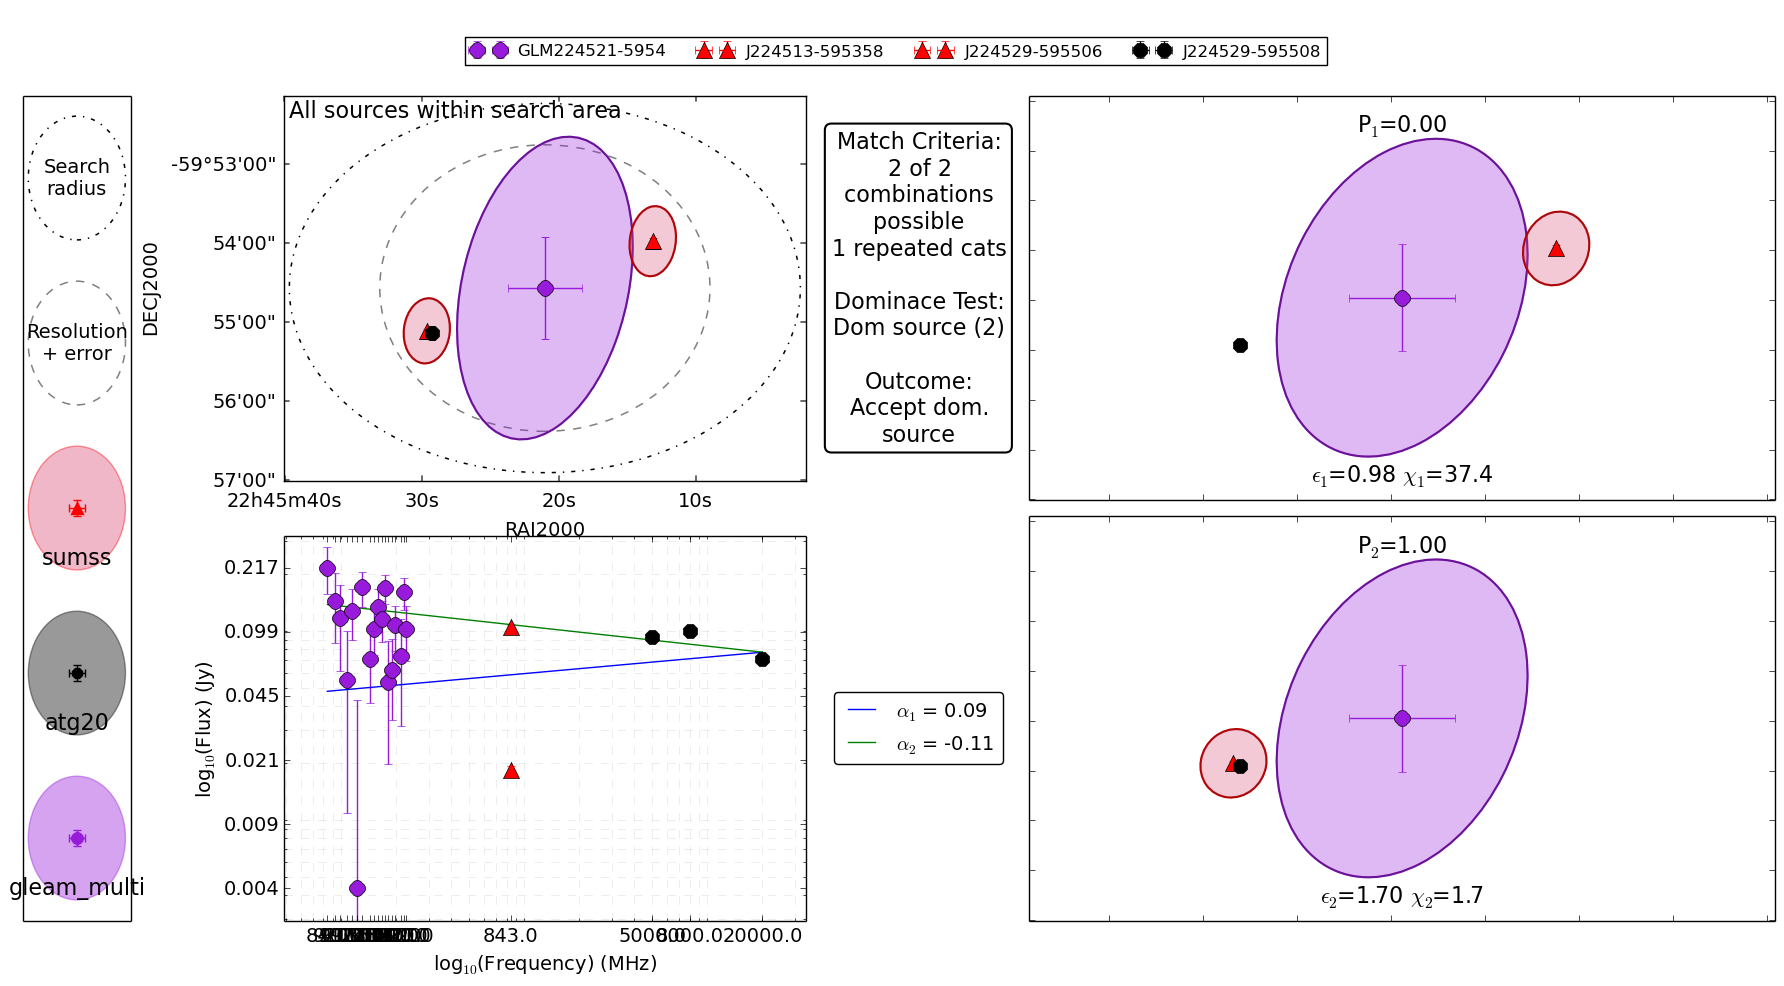 GLM224521-5954 J224513-595358 J224529-595506 J224529-595508
Search
radius
Resolution
+ error
sumss
atg20
gleam_multi
All sources within search area
DECJ2000
-59°53'00"
54'00"
55'00"
56'00"
57'00"
22h45m40s 30s 20s 10s
RAJ2000
Match Criteria:
2 of 2
combinations
possible
1 repeated cats
Dominace Test:
Dom source (2)
Outcome:
Accept dom.
source
P₁=0.00
ϵ₁=0.98 χ₁=37.4
log₁₀(Flux) (Jy)
0.217
0.099
0.045
0.021
0.009
0.004
843.0 5000.0 8000.0 20000.0
log₁₀(Frequency) (MHz)
α₁ = 0.09
α₂ = -0.11
P₂=1.00
ϵ₂=1.70 χ₂=1.7